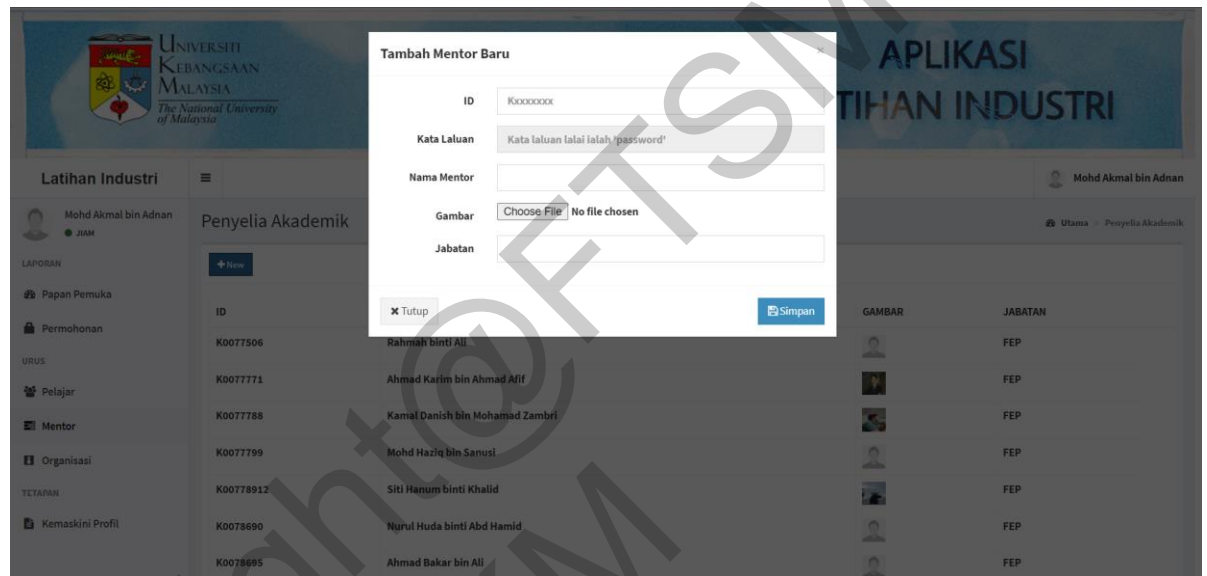 UNIVERSITI
KEBANGSAAN
MALAYSIA
The National University
of Malaysia
APLIKASI
TIHAN INDUSTRI
Tambah Mentor Baru ×
ID Kxxxxxxx
Kata Laluan Kata laluan lalai ialah 'password'
Nama Mentor
Gambar Choose File No file chosen
Jabatan
Tutup Simpan
Latihan Industri Mohd Akmal bin Adnan
Mohd Akmal bin Adnan
JIAM
Penyelia Akademik Utama > Penyelia Akademik
LAPORAN
Papan Pemuka
Permohonan
URUS
Pelajar
Mentor
Organisasi
TETAPAN
Kemaskini Profil
+ New
ID GAMBAR JABATAN
K0077506 Rahmah binti Ali FEP
K0077771 Ahmad Karim bin Ahmad Afif FEP
K0077788 Kamal Danish bin Mohamad Zambri FEP
K0077799 Mohd Haziq bin Sanusi FEP
K00778912 Siti Hanum binti Khalid FEP
K0078690 Nurul Huda binti Abd Hamid FEP
K0078695 Ahmad Bakar bin Ali FEP
ght@FTSM